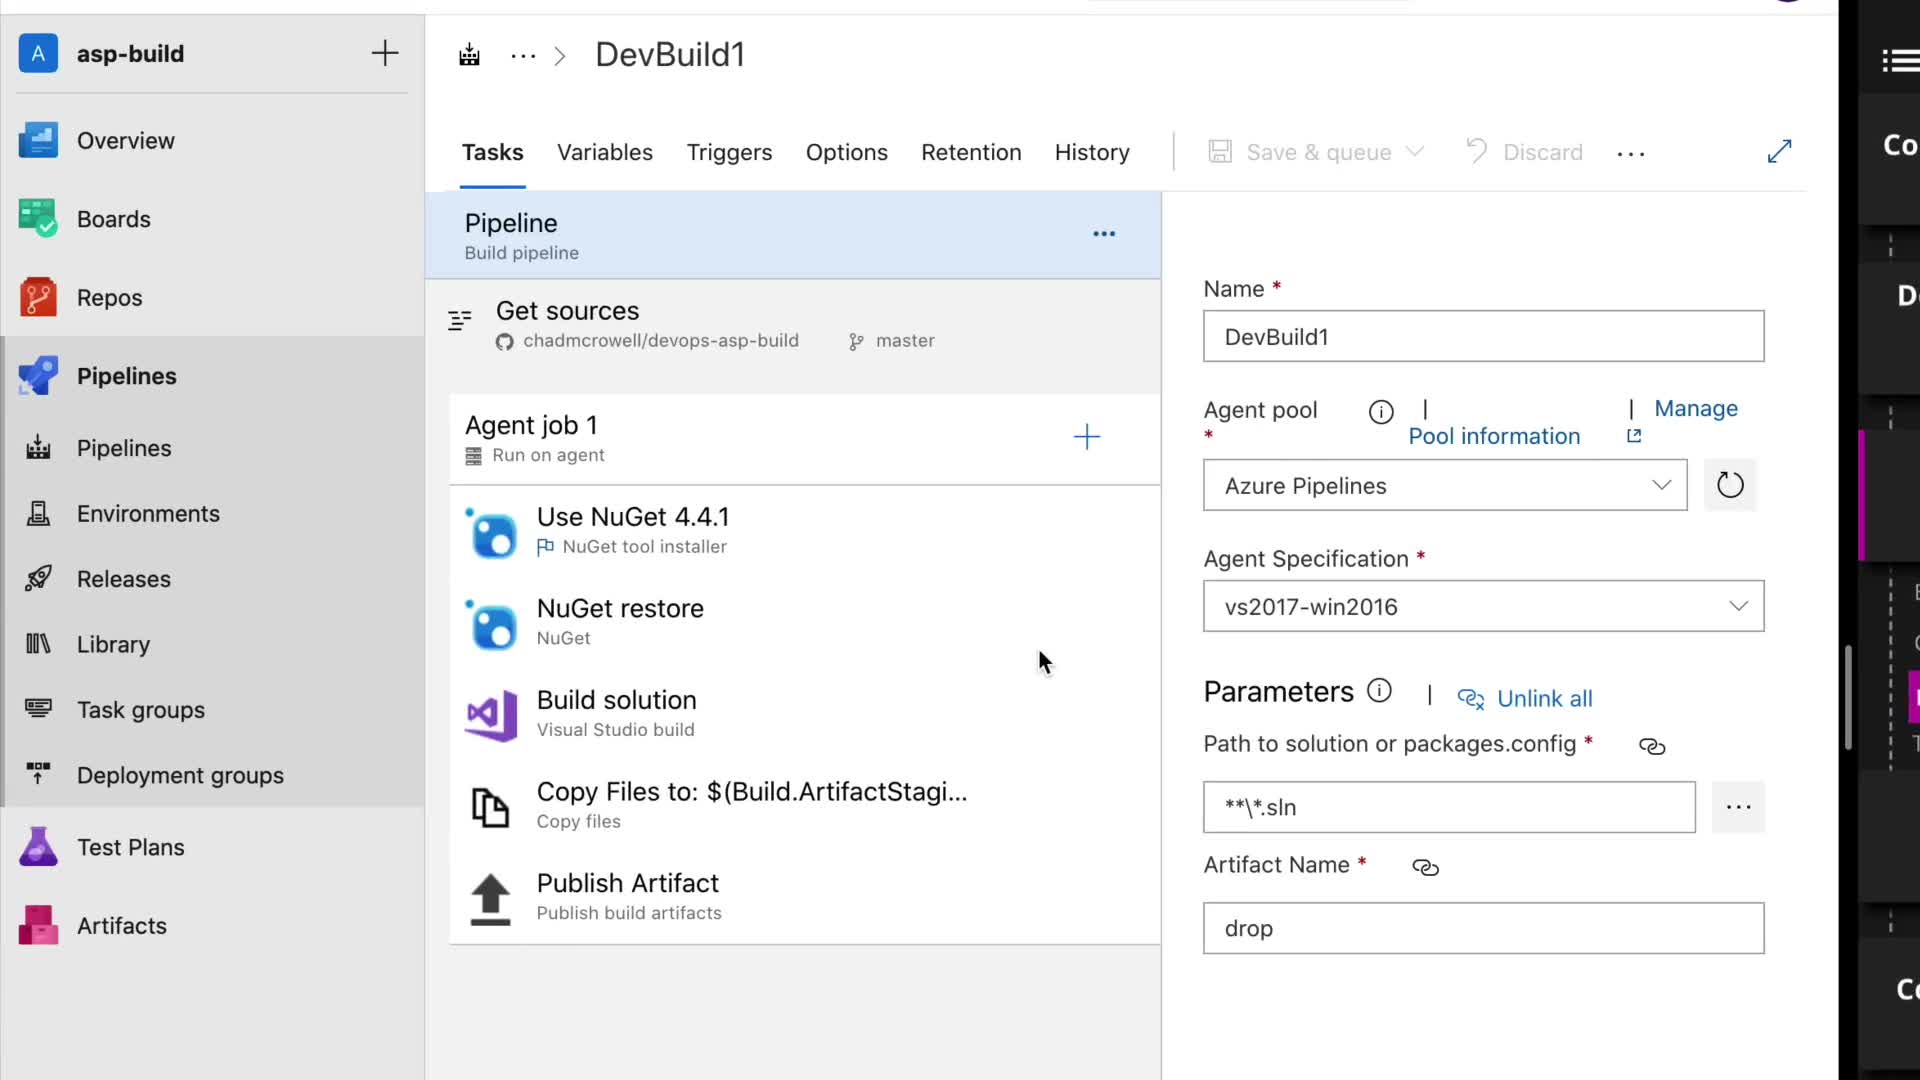 A asp-build
Overview
Boards
Repos
Pipelines
Pipelines
Environments
Releases
Library
Task groups
Deployment groups
Test Plans
Artifacts
... > DevBuild1
Tasks Variables Triggers Options Retention History Save & queue Discard ...
Pipeline
Build pipeline
...
Get sources
chadmcrowell/devops-asp-build master
Agent job 1
Run on agent
Use NuGet 4.4.1
NuGet tool installer
NuGet restore
NuGet
Build solution
Visual Studio build
Copy Files to: $(Build.ArtifactStagi...
Copy files
Publish Artifact
Publish build artifacts
Name *
DevBuild1
Agent pool * | Pool information | Manage
Azure Pipelines
Agent Specification *
vs2017-win2016
Parameters | Unlink all
Path to solution or packages.config *
**\*.sln
...
Artifact Name *
drop
Co